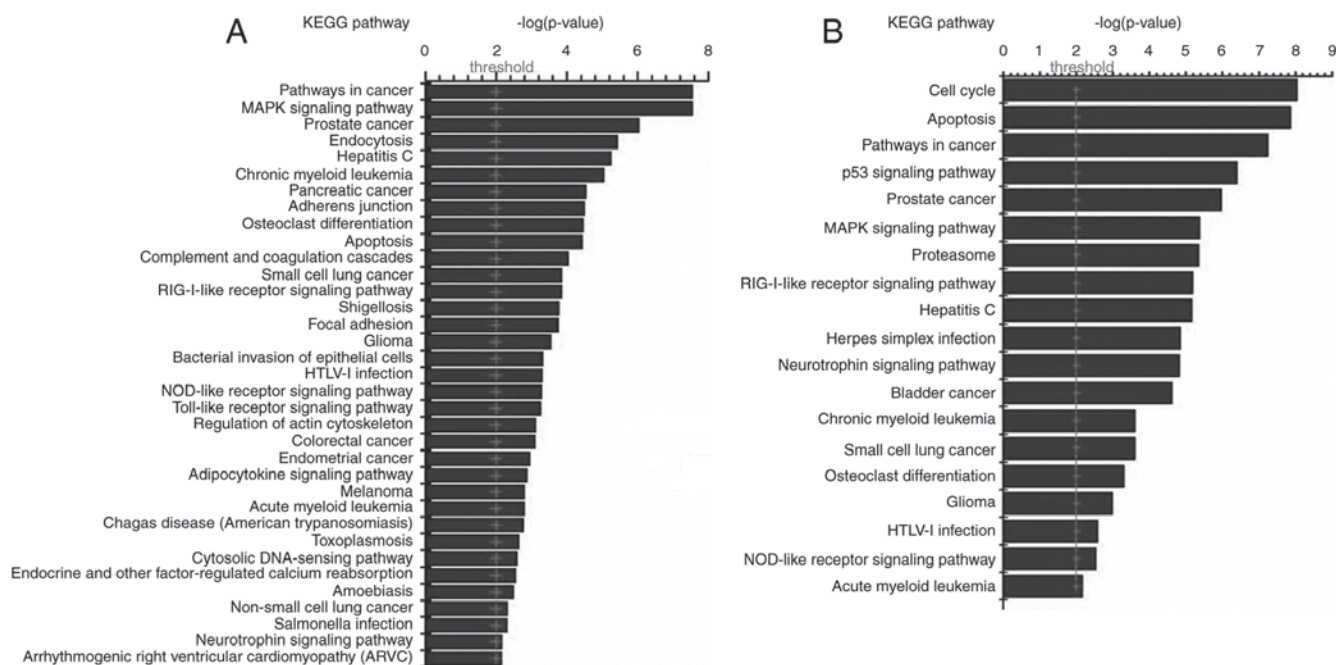 A
KEGG pathway
-log(p-value)
0 2 4 6 8
threshold
Pathways in cancer
MAPK signaling pathway
Prostate cancer
Endocytosis
Hepatitis C
Chronic myeloid leukemia
Pancreatic cancer
Adherens junction
Osteoclast differentiation
Apoptosis
Complement and coagulation cascades
Small cell lung cancer
RIG-I-like receptor signaling pathway
Shigellosis
Focal adhesion
Glioma
Bacterial invasion of epithelial cells
HTLV-I infection
NOD-like receptor signaling pathway
Toll-like receptor signaling pathway
Regulation of actin cytoskeleton
Colorectal cancer
Endometrial cancer
Adipocytokine signaling pathway
Melanoma
Acute myeloid leukemia
Chagas disease (American trypanosomiasis)
Toxoplasmosis
Cytosolic DNA-sensing pathway
Endocrine and other factor-regulated calcium reabsorption
Amoebiasis
Non-small cell lung cancer
Salmonella infection
Neurotrophin signaling pathway
Arrhythmogenic right ventricular cardiomyopathy (ARVC)
B
KEGG pathway
-log(p-value)
0 1 2 3 4 5 6 7 8 9
threshold
Cell cycle
Apoptosis
Pathways in cancer
p53 signaling pathway
Prostate cancer
MAPK signaling pathway
Proteasome
RIG-I-like receptor signaling pathway
Hepatitis C
Herpes simplex infection
Neurotrophin signaling pathway
Bladder cancer
Chronic myeloid leukemia
Small cell lung cancer
Osteoclast differentiation
Glioma
HTLV-I infection
NOD-like receptor signaling pathway
Acute myeloid leukemia